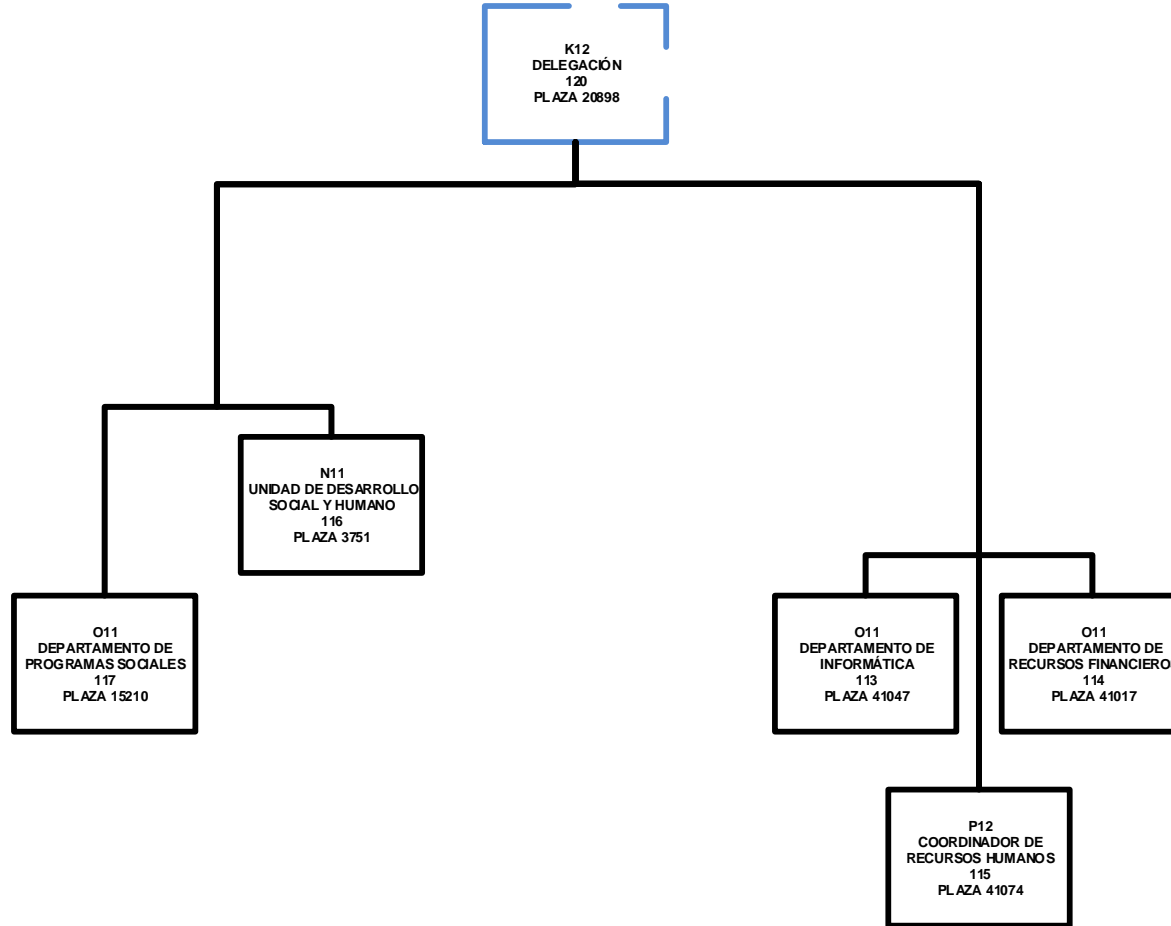 K12
DELEGACIÓN
120
PLAZA 20898
N11
UNIDAD DE DESARROLLO
SOCIAL Y HUMANO
116
PLAZA 3751
O11
DEPARTAMENTO DE
PROGRAMAS SOCIALES
117
PLAZA 15210
O11
DEPARTAMENTO DE
INFORMÁTICA
113
PLAZA 41047
O11
DEPARTAMENTO DE
RECURSOS FINANCIERO
114
PLAZA 41017
P12
COORDINADOR DE
RECURSOS HUMANOS
115
PLAZA 41074